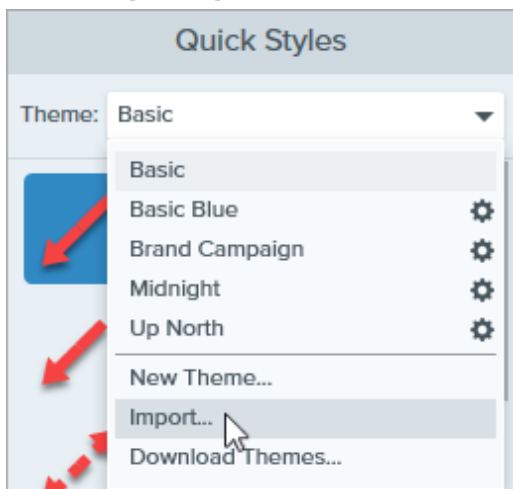 Quick Styles
Theme: Basic
Basic
Basic Blue
Brand Campaign
Midnight
Up North
New Theme...
Import...
Download Themes...